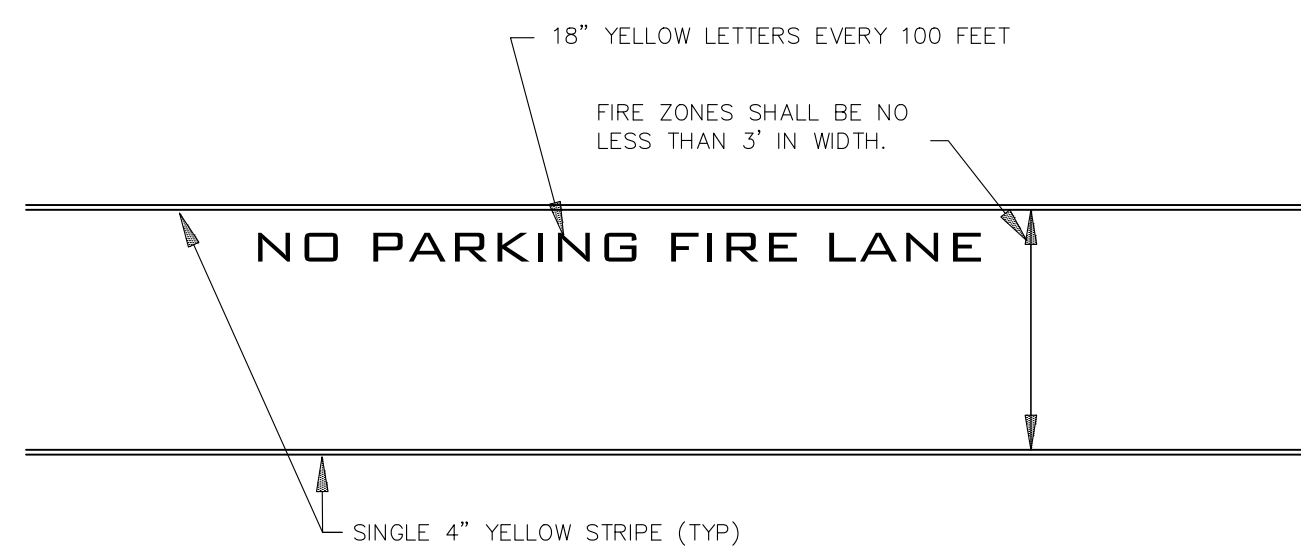 18” YELLOW LETTERS EVERY 100 FEET
FIRE ZONES SHALL BE NO
LESS THAN 3’ IN WIDTH.
NO PARKING FIRE LANE
SINGLE 4” YELLOW STRIPE (TYP)